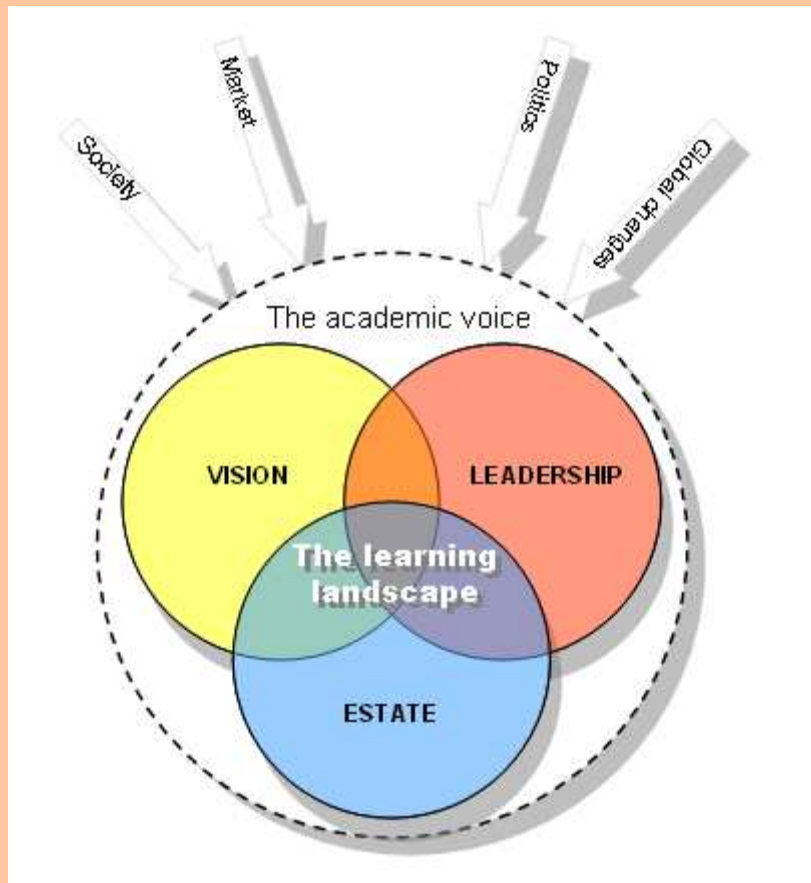 Society
Market
Politics
Global changes
The academic voice
VISION
LEADERSHIP
The learning
landscape
ESTATE